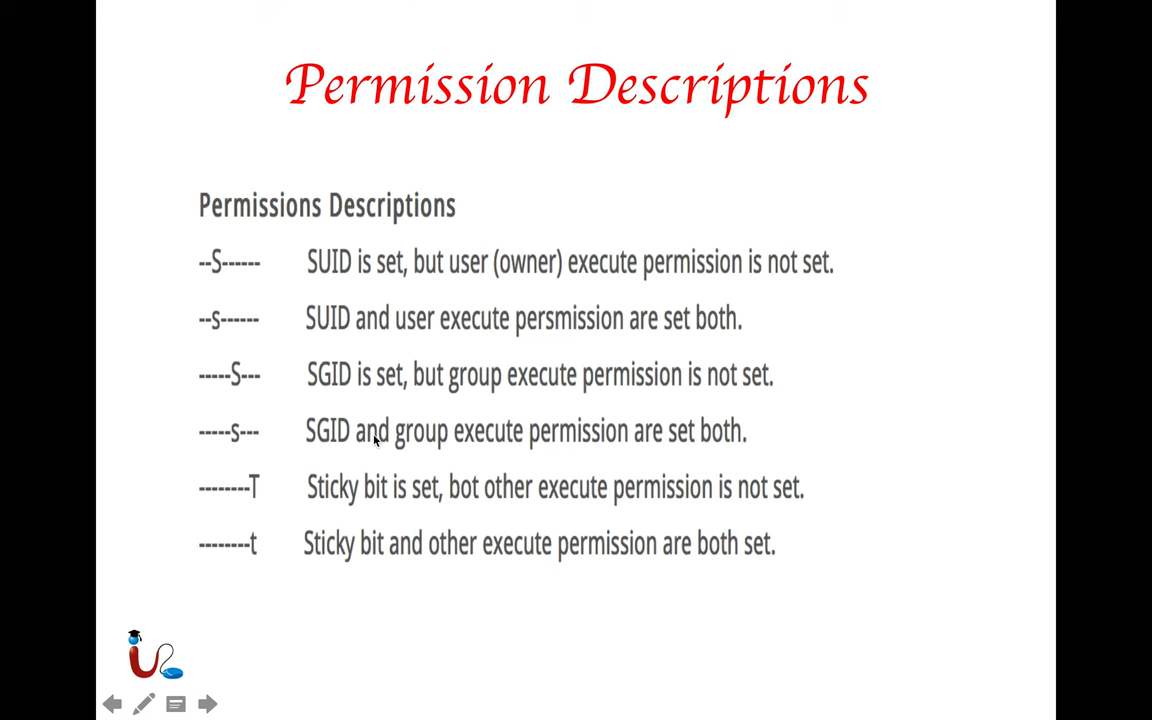 Permission Descriptions
Permissions Descriptions
--S------ SUID is set, but user (owner) execute permission is not set.
--s------ SUID and user execute persmission are set both.
-----S--- SGID is set, but group execute permission is not set.
-----s--- SGID and group execute permission are set both.
--------T Sticky bit is set, bot other execute permission is not set.
--------t Sticky bit and other execute permission are both set.